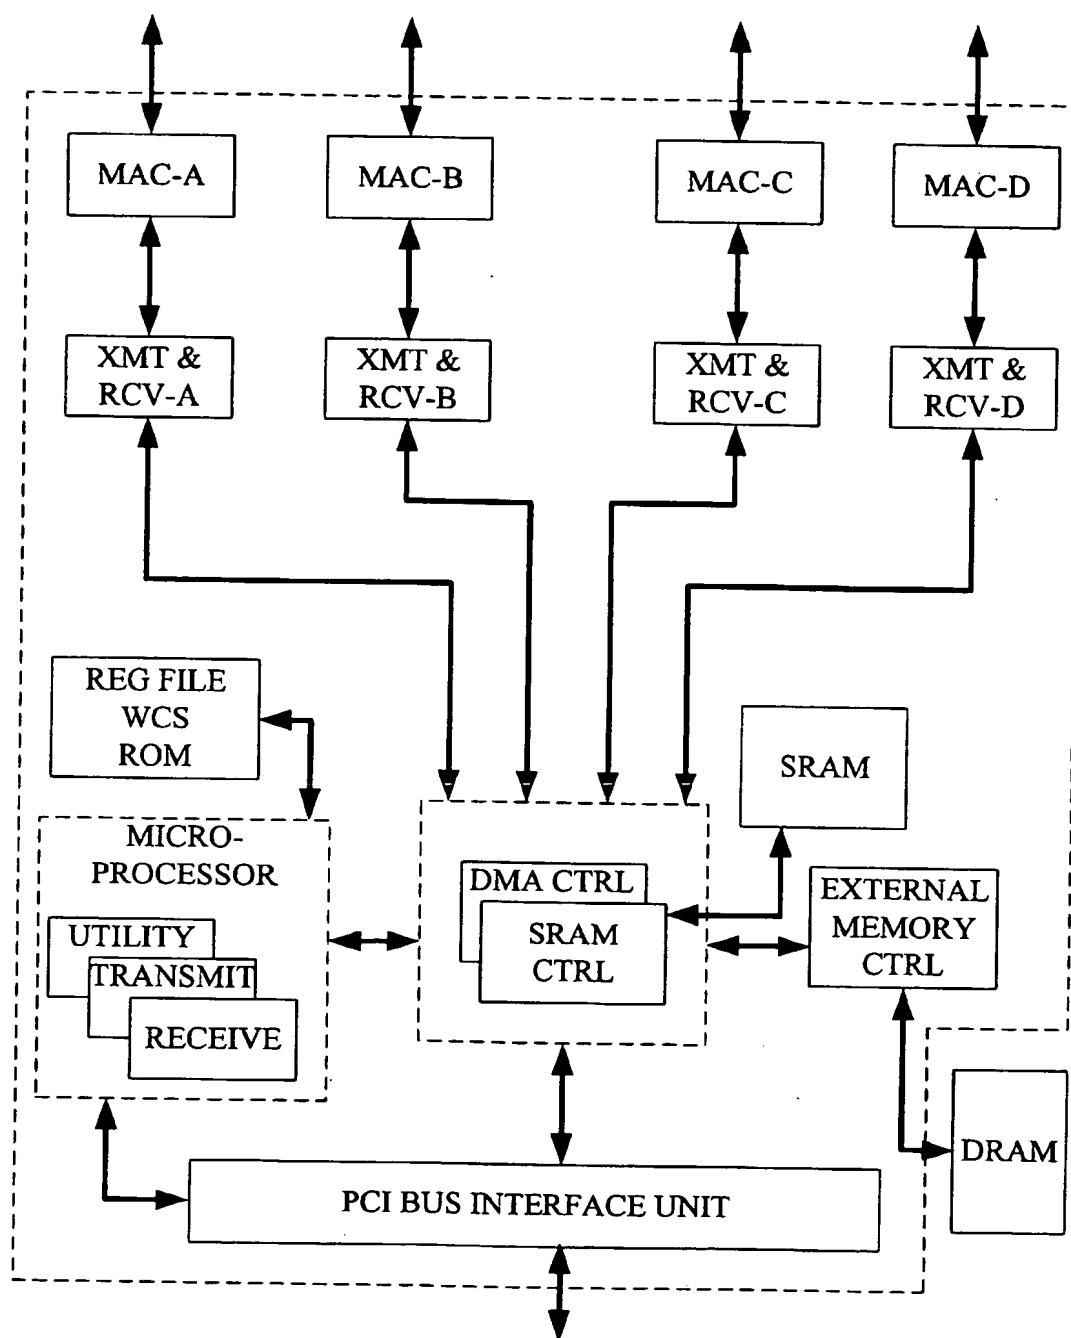 MAC-A
MAC-B
MAC-C
MAC-D
XMT &
RCV-A
XMT &
RCV-B
XMT &
RCV-C
XMT &
RCV-D
REG FILE
WCS
ROM
SRAM
MICRO-
PROCESSOR
UTILITY
TRANSMIT
RECEIVE
DMA CTRL
SRAM
CTRL
EXTERNAL
MEMORY
CTRL
DRAM
PCI BUS INTERFACE UNIT